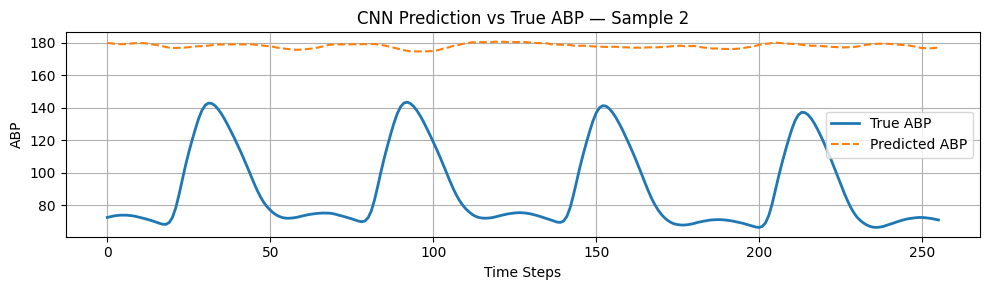 CNN Prediction vs True ABP — Sample 2
ABP
180
160
140
120
100
80
True ABP
Predicted ABP
0 50 100 150 200 250
Time Steps